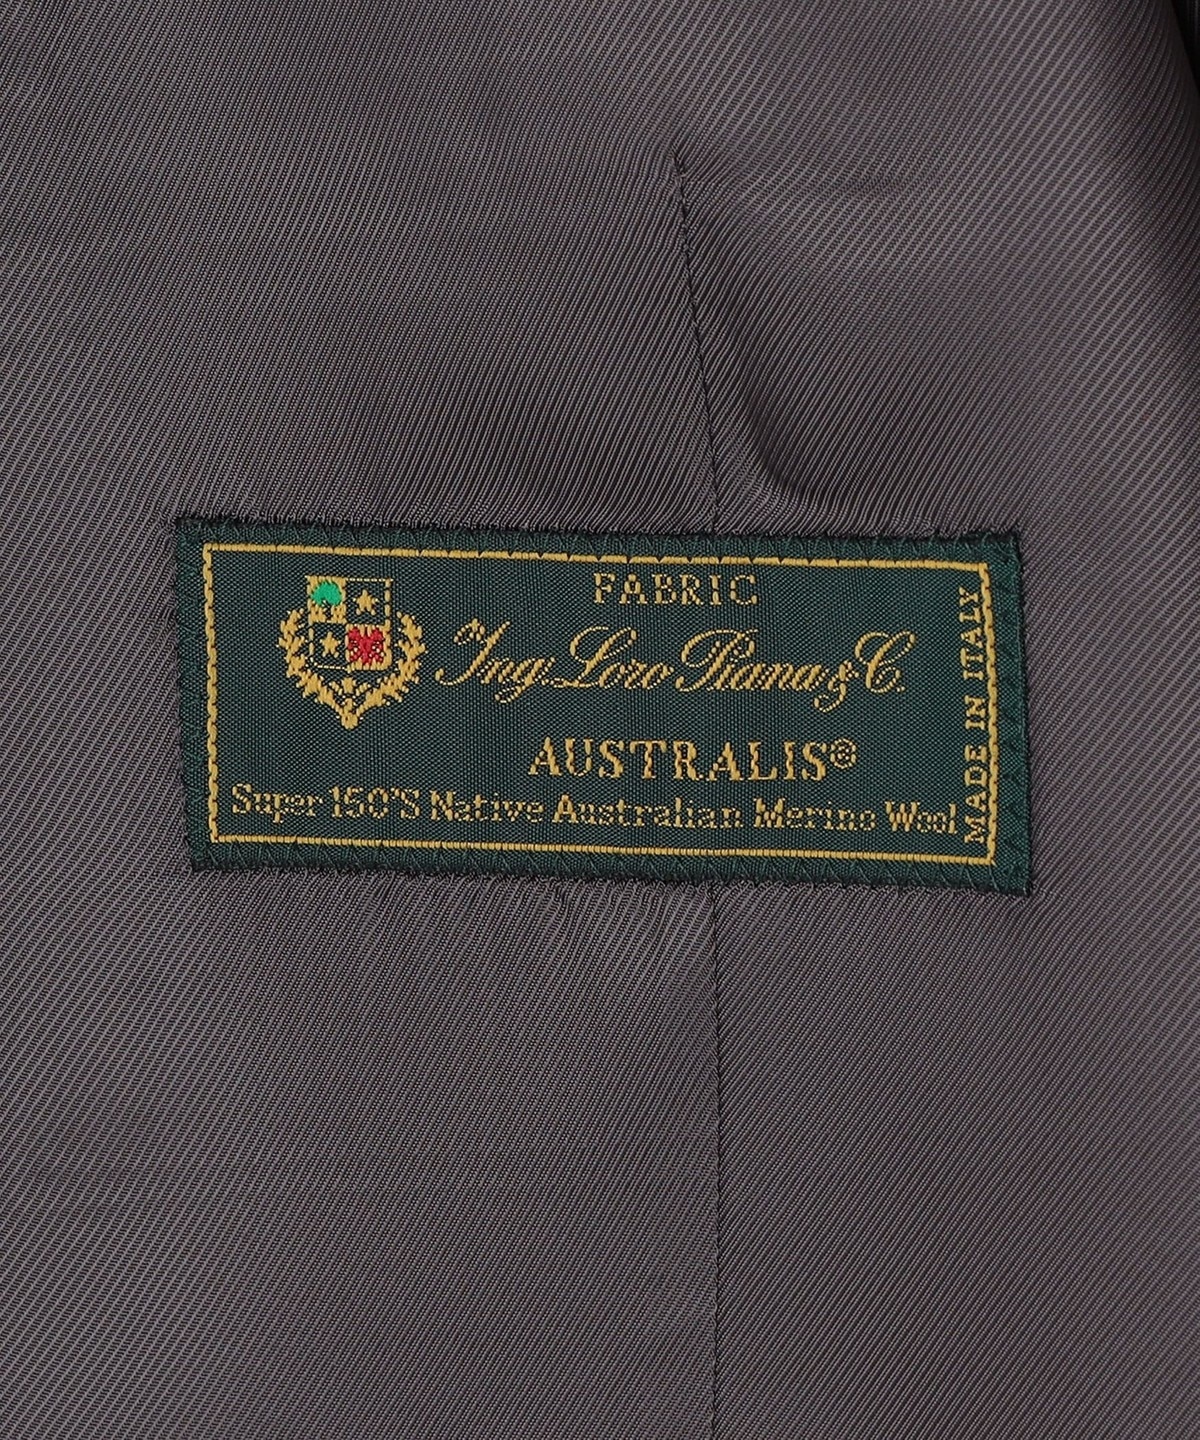 FABRIC
Ing. Loro Piana & C.
AUSTRALIS®
Super 150'S Native Australian Merino Wool
MADE IN ITALY